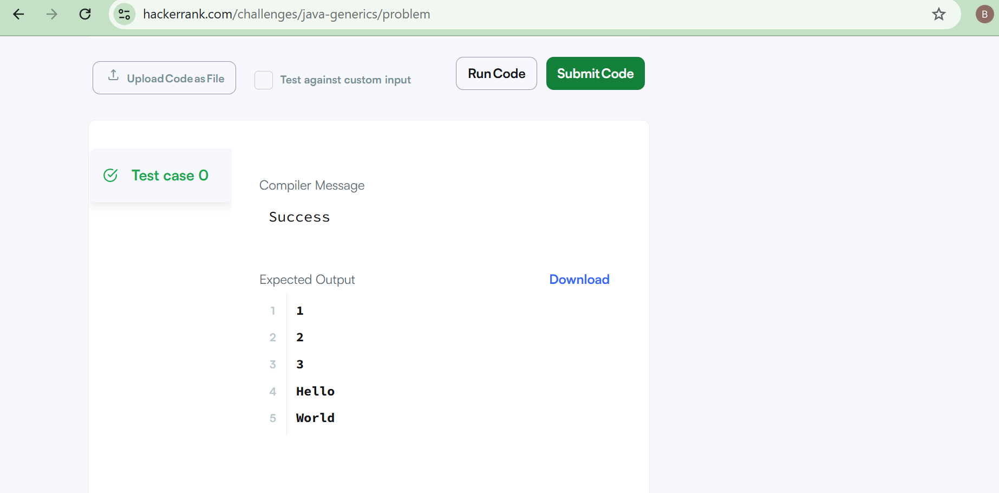 hackerrank.com/challenges/java-generics/problem
B
Upload Code as File
Test against custom input
Run Code
Submit Code
Test case 0
Compiler Message
Success
Expected Output
Download
1 1
2 2
3 3
4 Hello
5 World